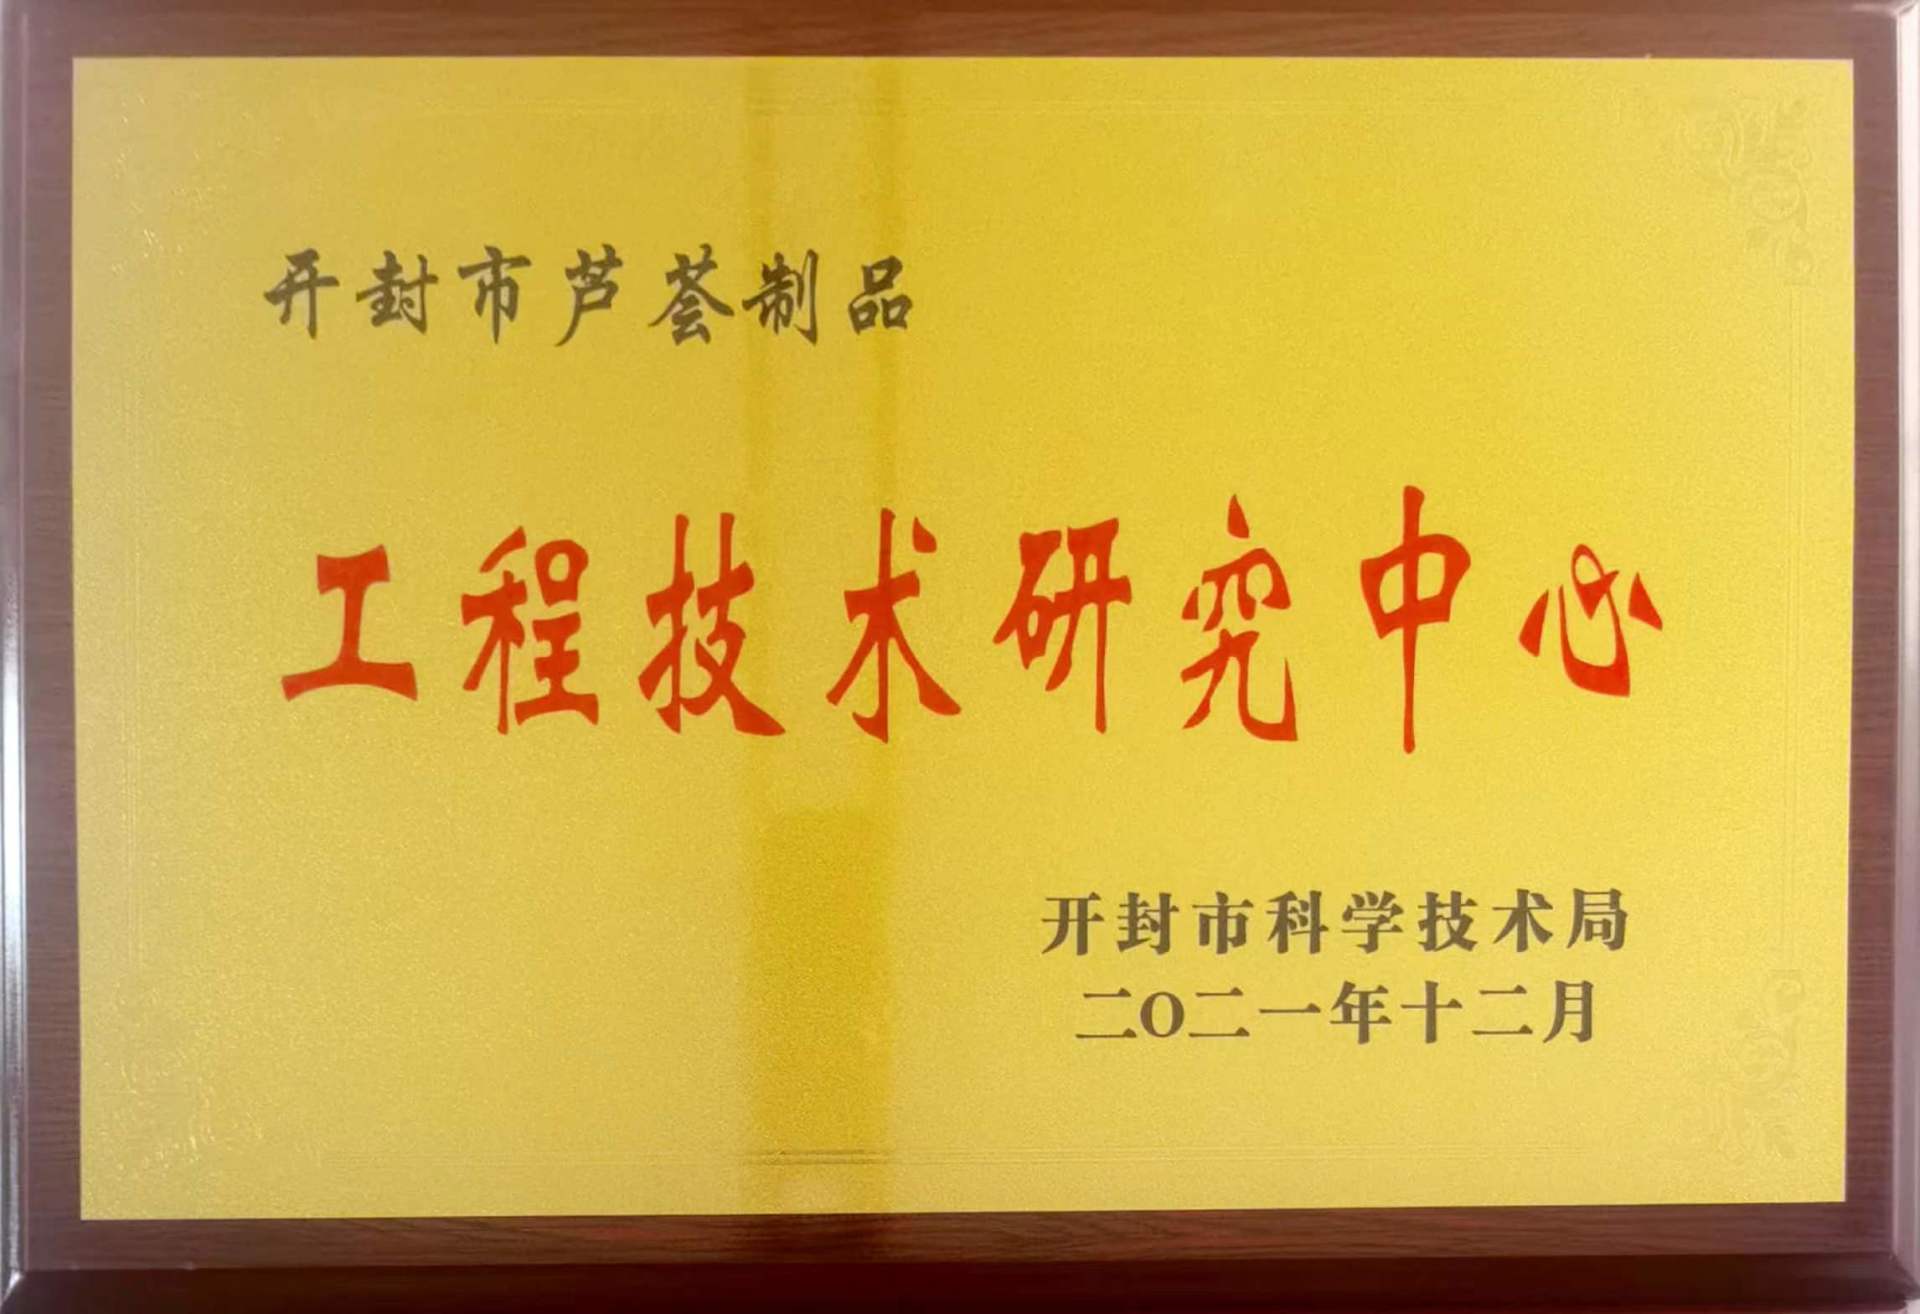 开封市芦荟制品
工程技术研究中心
开封市科学技术局
二〇二一年十二月